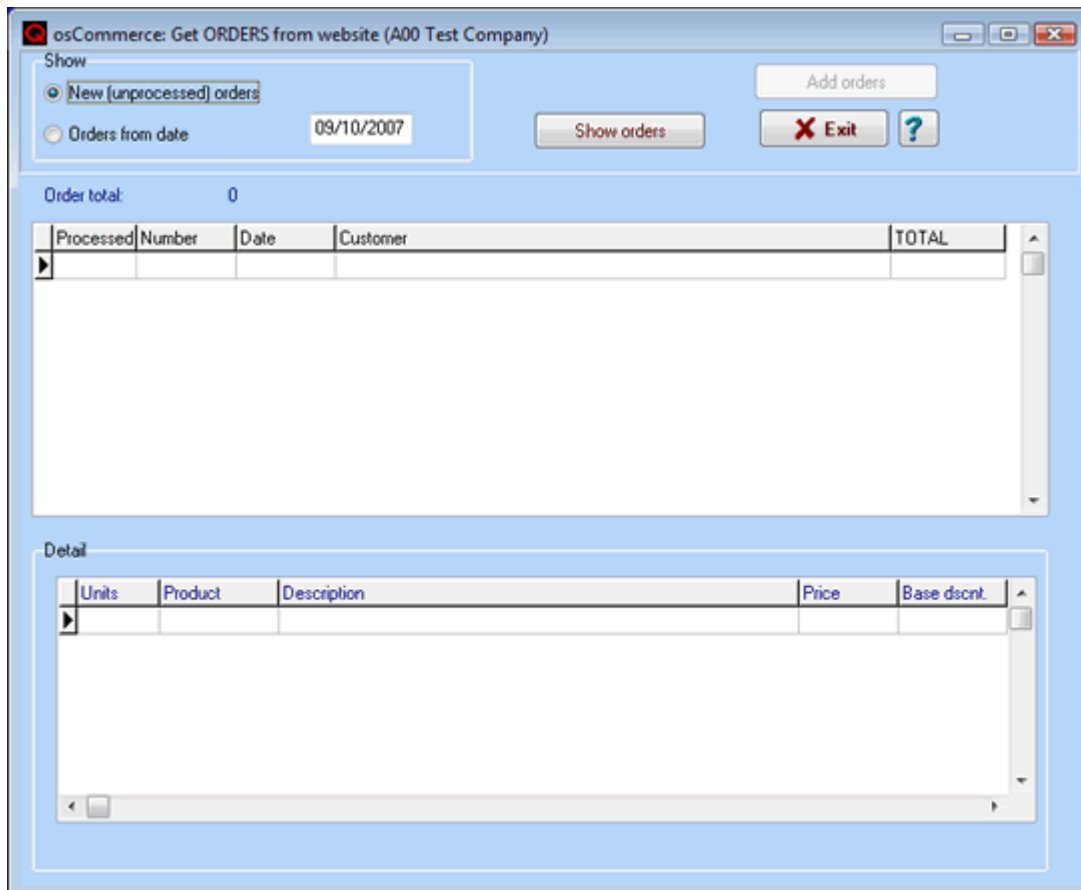 osCommerce: Get ORDERS from website (A00 Test Company)
Show
New (unprocessed) orders
Orders from date 09/10/2007
Show orders
Add orders
Exit ?
Order total: 0
Processed Number Date Customer TOTAL
Detail
Units Product Description Price Base dscnt.